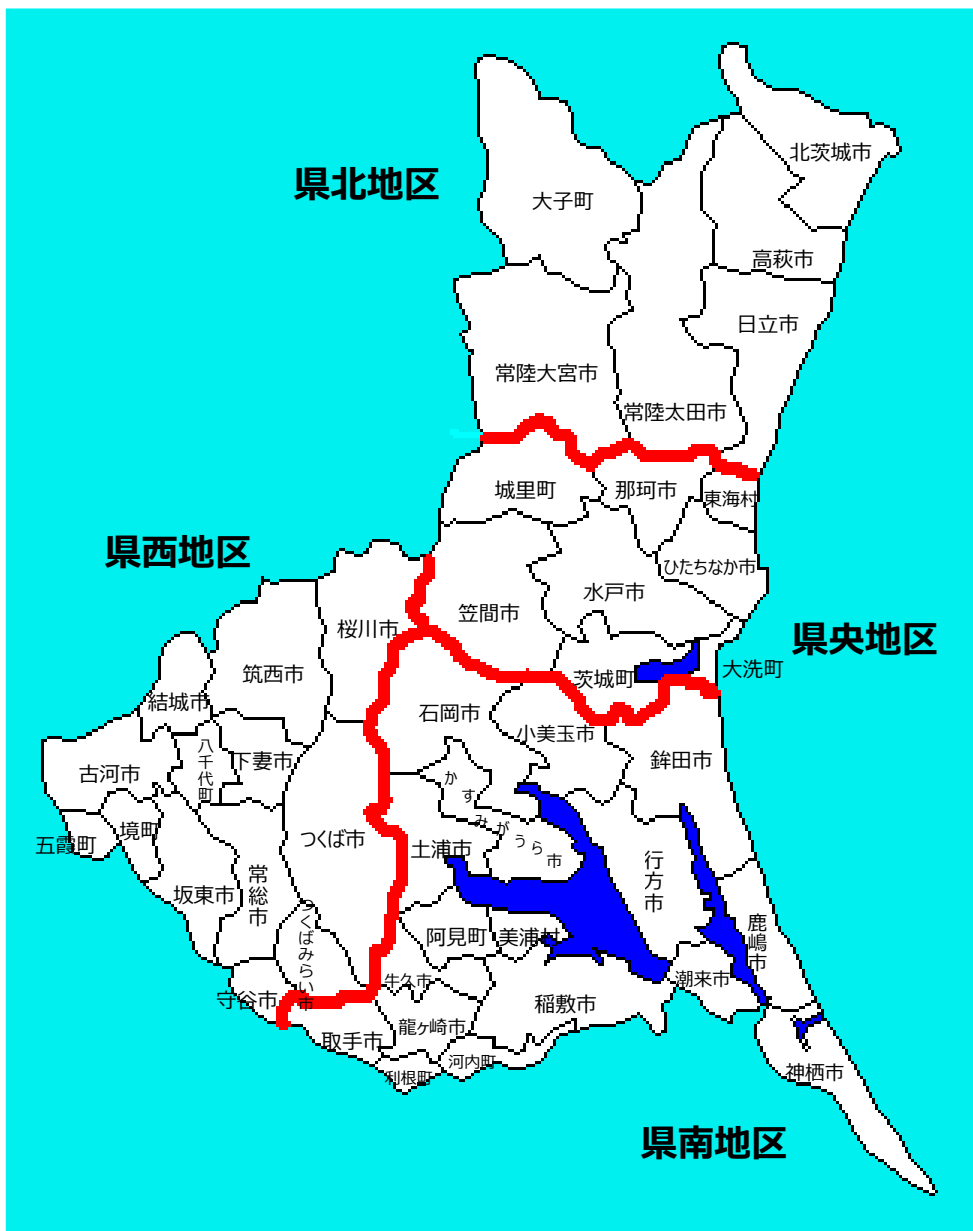 北茨城市
県北地区
大子町
高萩市
日立市
常陸大宮市
常陸太田市
城里町
那珂市
東海村
県西地区
ひたちなか市
水戸市
笠間市
桜川市
県央地区
大洗町
筑西市
茨城町
結城市
石岡市
小美玉市
鉾田市
古河市
八千代町
下妻市
かすみがうら市
五霞町
境町
つくば市
土浦市
行方市
坂東市
常総市
つくばみらい市
阿見町
美浦村
鹿嶋市
牛久市
潮来市
守谷市
稲敷市
龍ヶ崎市
取手市
河内町
利根町
神栖市
県南地区